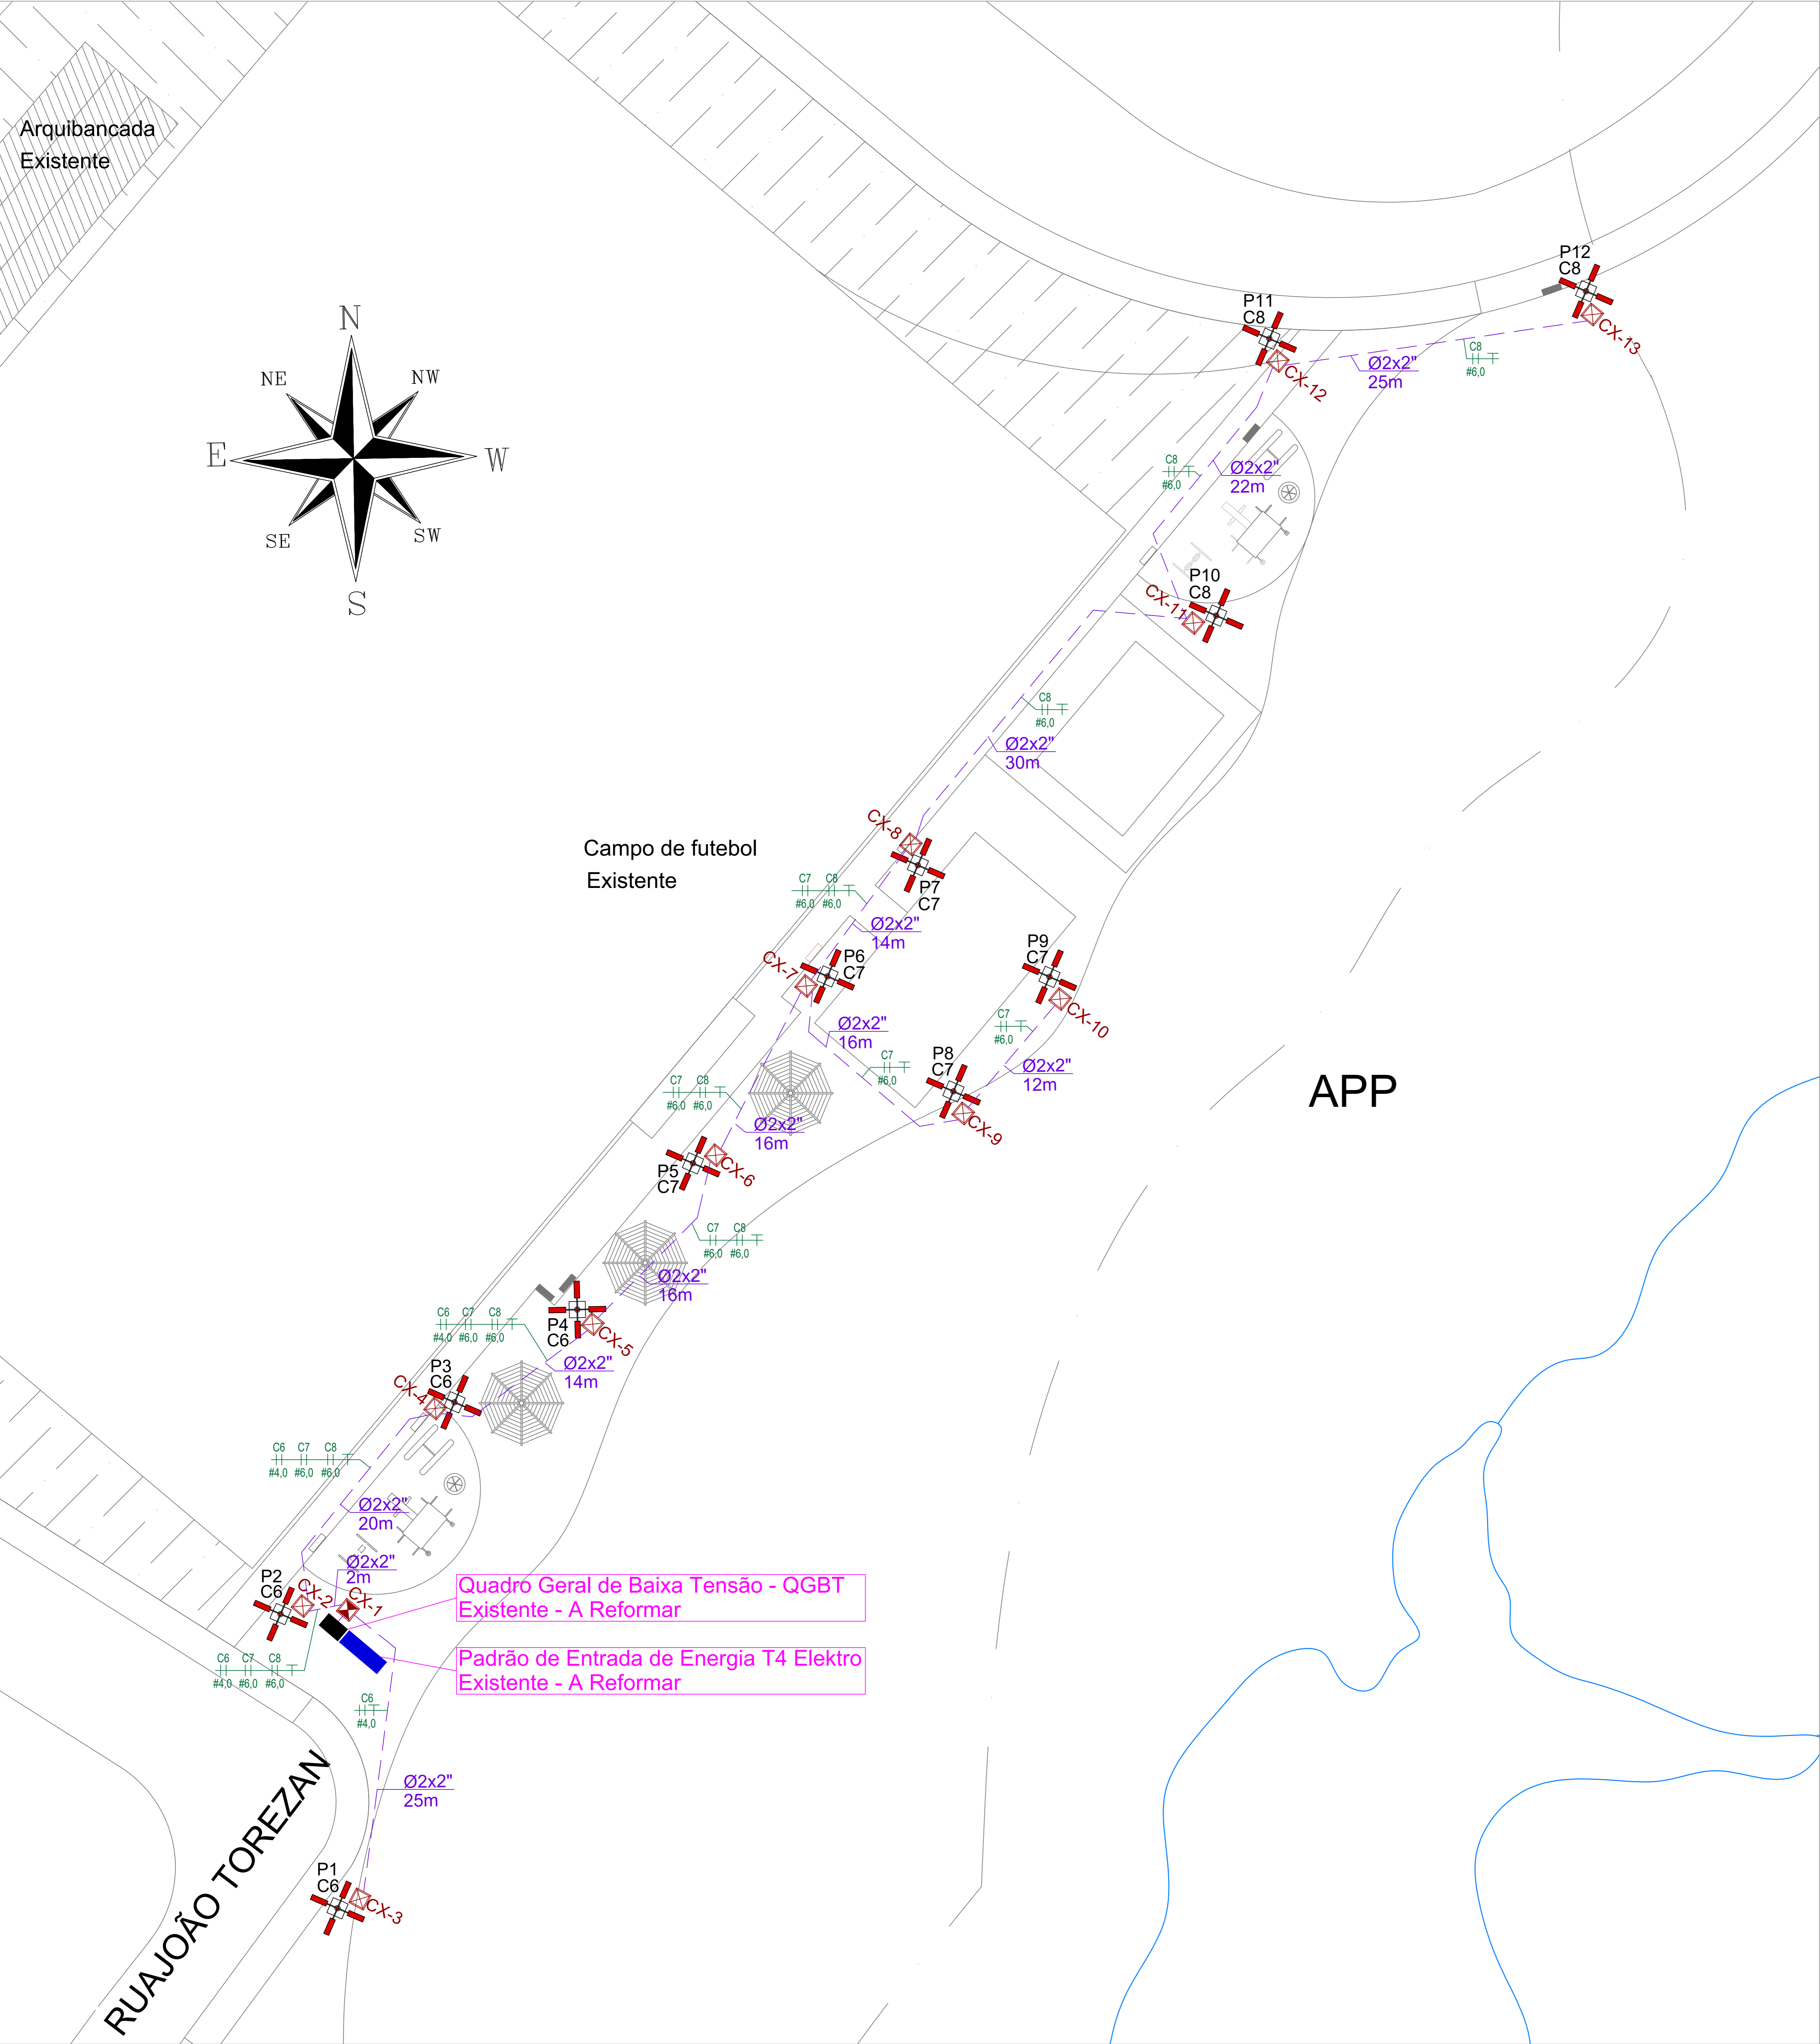 Arquibancada
Existente
N
NE
NW
E
W
SE
SW
S
P12
C8
CX-13
P11
C8
CX-12
Ø2x2"
25m
C8
#6,0
C8
#6,0
Ø2x2"
22m
P10
C8
CX-11
C8
#6,0
Ø2x2"
30m
CX-8
P7
C7
Campo de futebol
Existente
C7 C8
#6,0 #6,0
Ø2x2"
14m
CX-7
P6
C7
P9
C7
CX-10
C7
#6,0
Ø2x2"
16m
C7
#6,0
P8
C7
Ø2x2"
12m
CX-9
APP
C7 C8
#6,0 #6,0
Ø2x2"
16m
P5
C7
CX-6
C7 C8
#6,0 #6,0
Ø2x2"
16m
P4
C6
CX-5
C6 C7 C8
#4,0 #6,0 #6,0
Ø2x2"
14m
P3
C6
CX-4
C6 C7 C8
#4,0 #6,0 #6,0
Ø2x2"
20m
Ø2x2"
2m
P2
C6
CX-2
CX-1
Quadro Geral de Baixa Tensão - QGBT
Existente - A Reformar
Padrão de Entrada de Energia T4 Elektro
Existente - A Reformar
C6 C7 C8
#4,0 #6,0 #6,0
C6
#4,0
Ø2x2"
25m
RUAJOÃO TOREZAN
P1
C6
CX-3